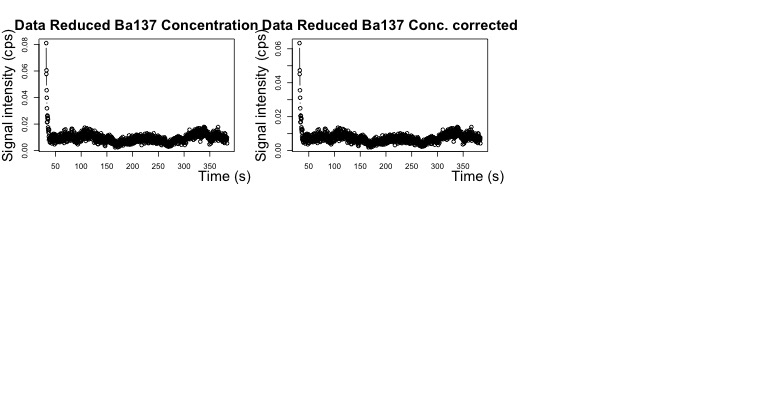 Data Reduced Ba137 Concentration
Signal intensity (cps)
0.08
0.06
0.04
0.02
0.00
50 100 150 200 250 300 350
Time (s)
Data Reduced Ba137 Conc. corrected
Signal intensity (cps)
0.06
0.04
0.02
0.00
50 100 150 200 250 300 350
Time (s)